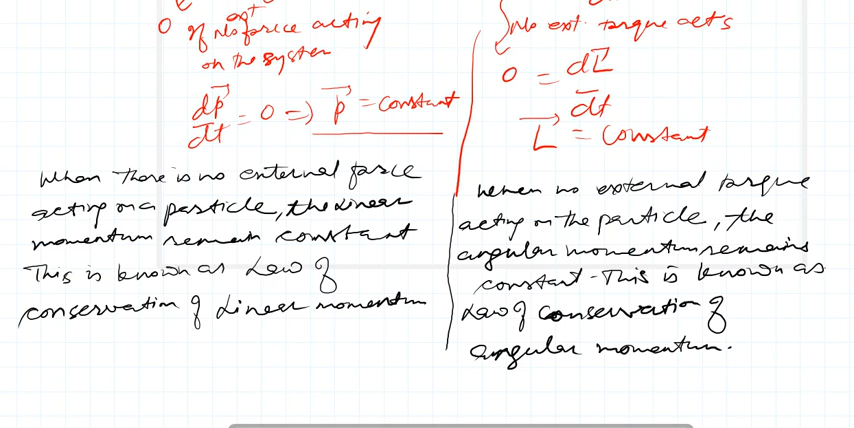 ext
0 If no force acting
on the system
dp/dt = 0 => p = constant
When there is no external force
acting on a particle, the linear
momentum remain constant
This is known as Law of
conservation of Linear momentum
No ext. torque acts
0 = dL/dt
L = constant
when no external torque
acting on the particle, the
angular momentum remains
constant - This is known as
Law of conservation of
angular momentum.